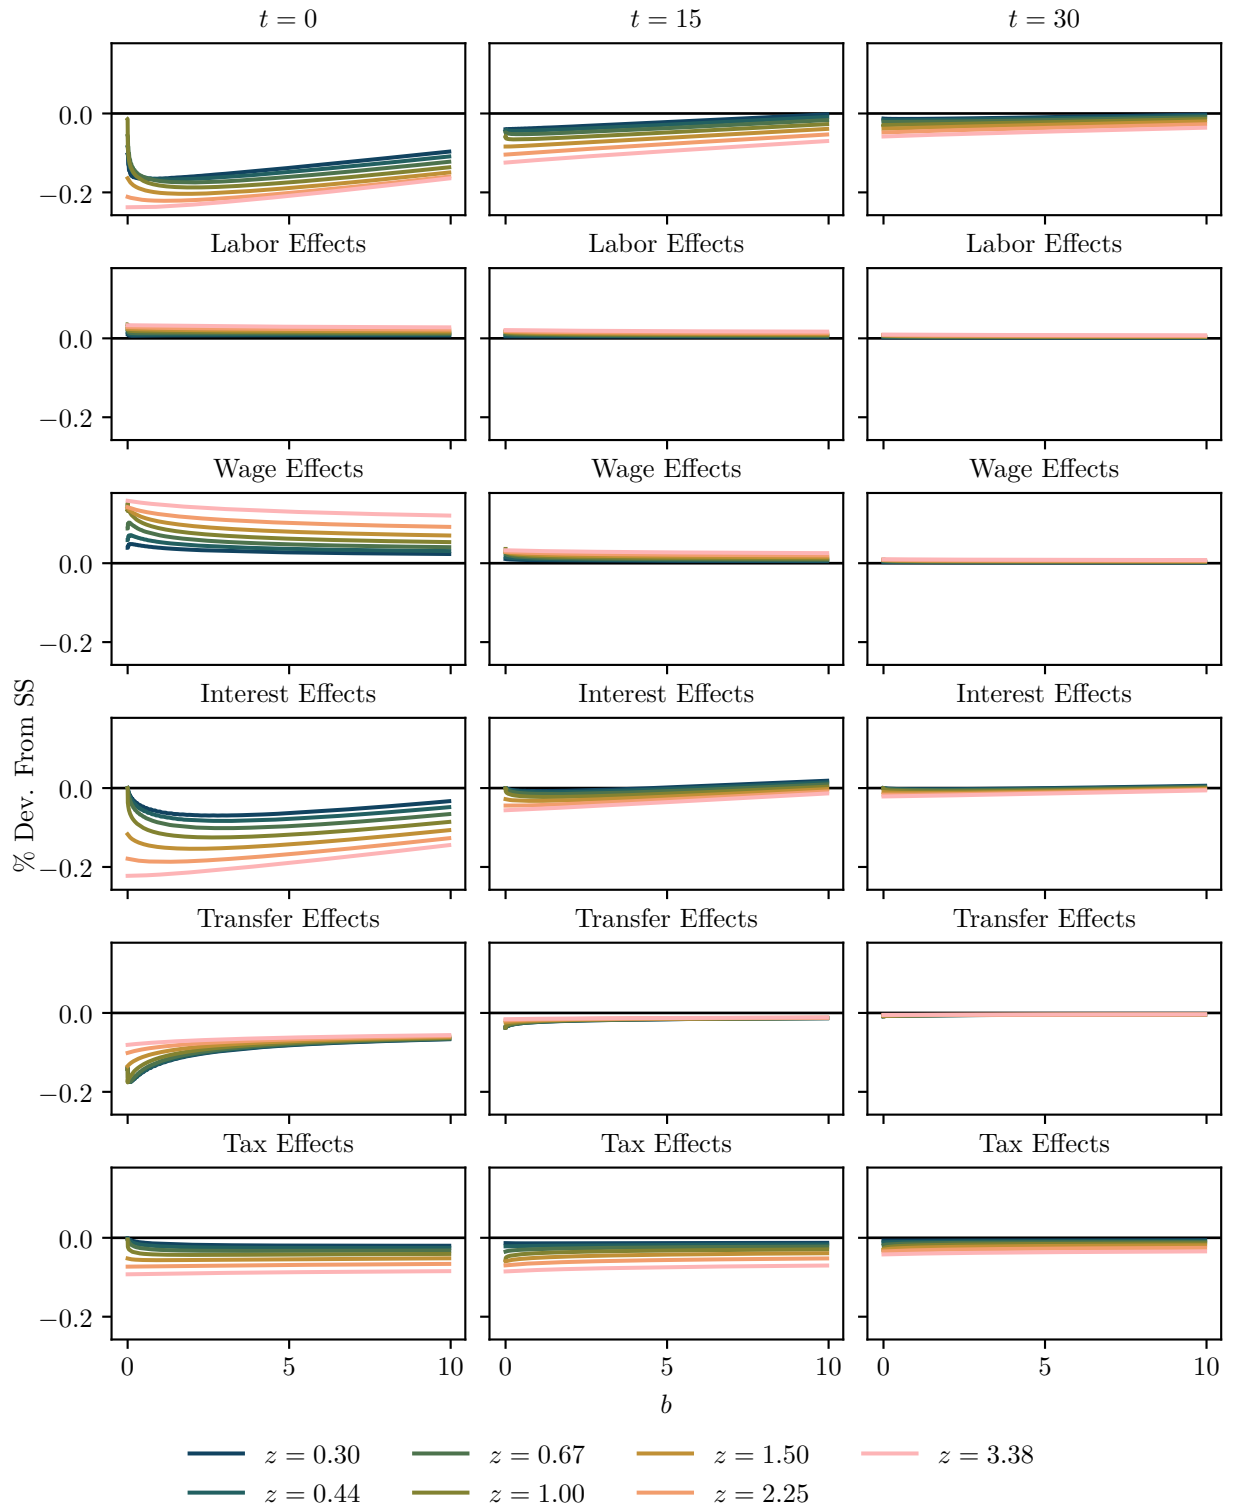 t = 0 t = 15 t = 30
0.0
−0.2
Labor Effects Labor Effects Labor Effects
0.0
−0.2
Wage Effects Wage Effects Wage Effects
0.0
−0.2
% Dev. From SS
Interest Effects Interest Effects Interest Effects
0.0
−0.2
Transfer Effects Transfer Effects Transfer Effects
0.0
−0.2
Tax Effects Tax Effects Tax Effects
0.0
−0.2
0 5 10 0 5 10 0 5 10
b
z = 0.30 z = 0.67 z = 1.50 z = 3.38
z = 0.44 z = 1.00 z = 2.25